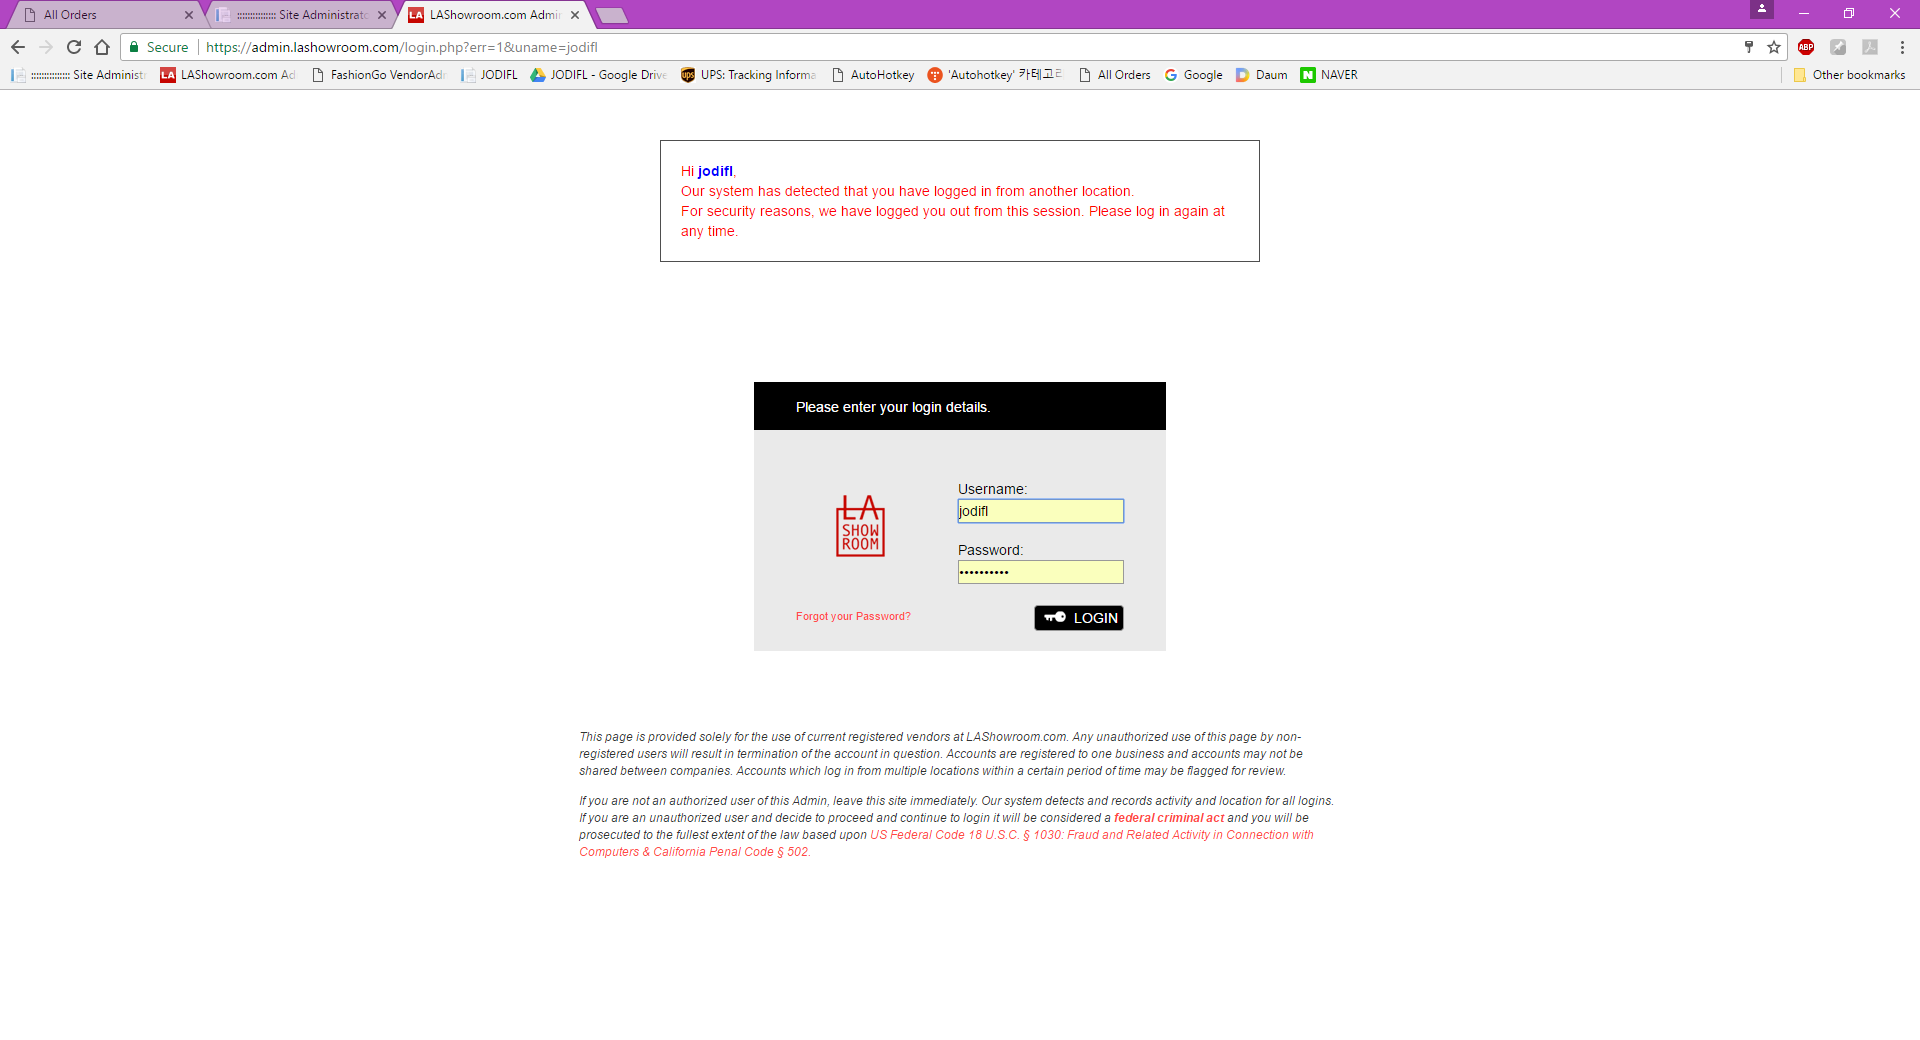 All Orders
:::::::::::::: Site Administrato
LAShowroom.com Admin
Secure
https://admin.lashowroom.com/login.php?err=1&uname=jodifl
ABP
:::::::::::::: Site Administ
LA
LAShowroom.com Ad
FashionGo VendorAdr
JODIFL
JODIFL - Google Drive
UPS: Tracking Informa
AutoHotkey
'Autohotkey' 카테고리
All Orders
Google
Daum
NAVER
Other bookmarks
Hi jodifl,
Our system has detected that you have logged in from another location.
For security reasons, we have logged you out from this session. Please log in again at
any time.
Please enter your login details.
LA
SHOW
ROOM
Username:
jodifl
Password:
••••••••••
Forgot your Password?
LOGIN
This page is provided solely for the use of current registered vendors at LAShowroom.com. Any unauthorized use of this page by non-
registered users will result in termination of the account in question. Accounts are registered to one business and accounts may not be
shared between companies. Accounts which log in from multiple locations within a certain period of time may be flagged for review.
If you are not an authorized user of this Admin, leave this site immediately. Our system detects and records activity and location for all logins.
If you are an unauthorized user and decide to proceed and continue to login it will be considered a federal criminal act and you will be
prosecuted to the fullest extent of the law based upon US Federal Code 18 U.S.C. § 1030: Fraud and Related Activity in Connection with
Computers & California Penal Code § 502.